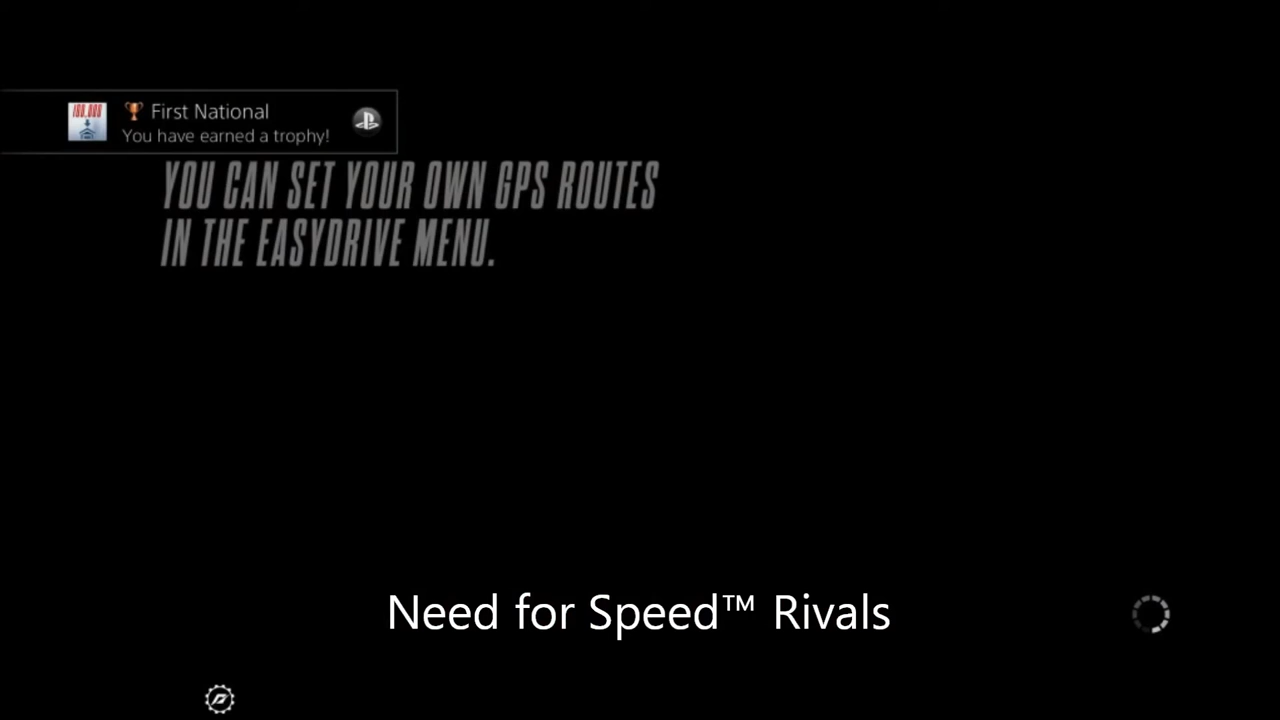 First National
You have earned a trophy!
YOU CAN SET YOUR OWN GPS ROUTES
IN THE EASYDRIVE MENU.
Need for Speed™ Rivals